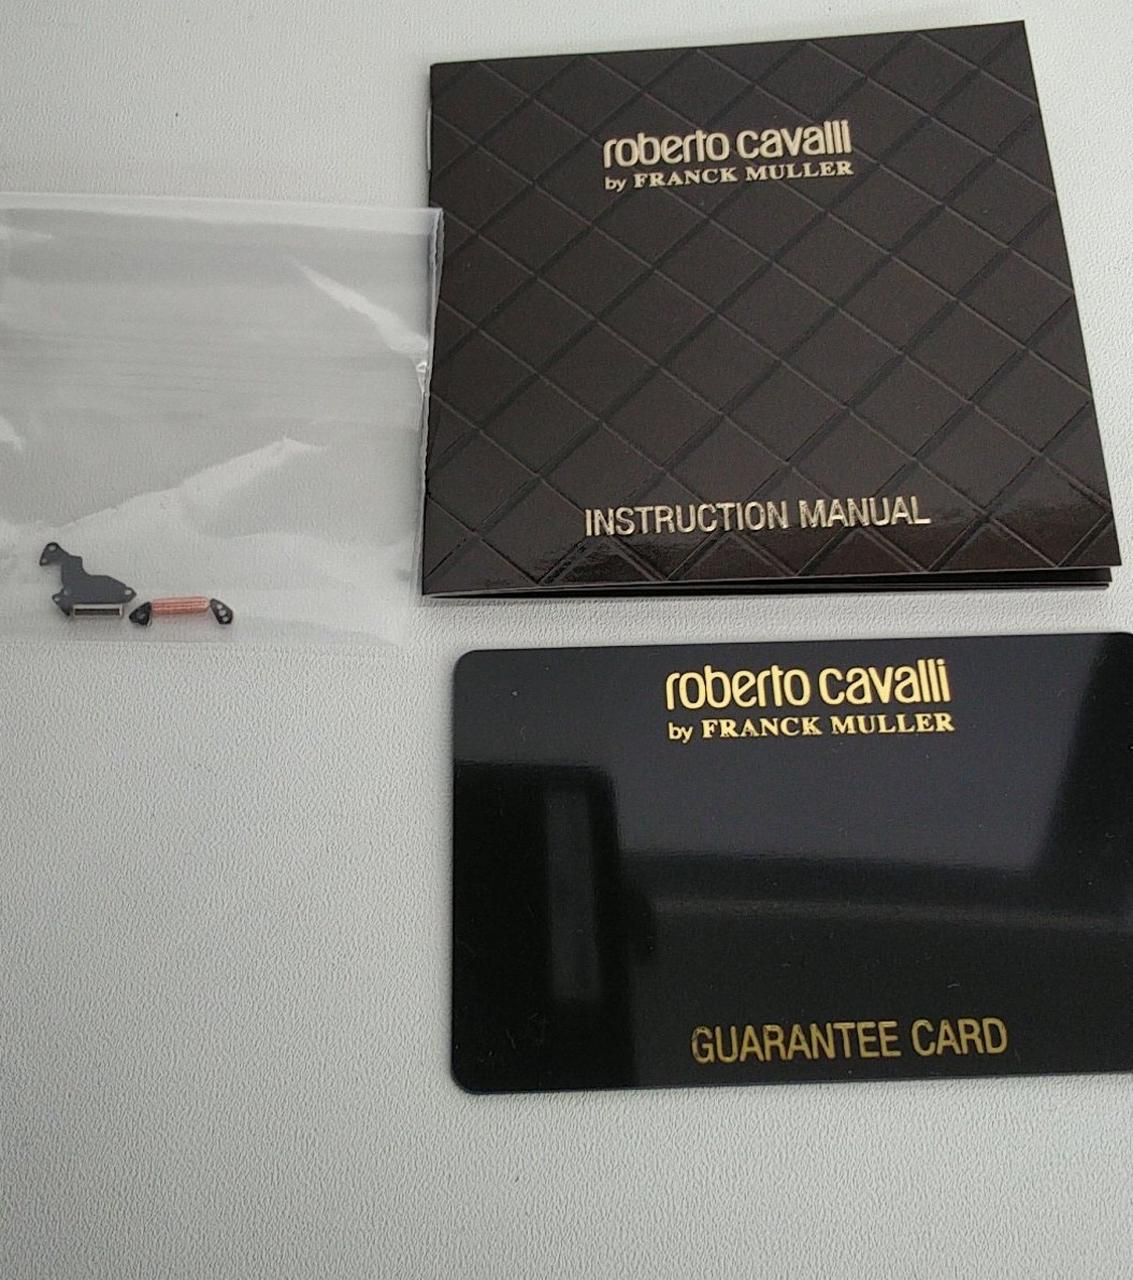 roberto cavalli
by FRANCK MULLER
INSTRUCTION MANUAL
roberto cavalli
by FRANCK MULLER
GUARANTEE CARD